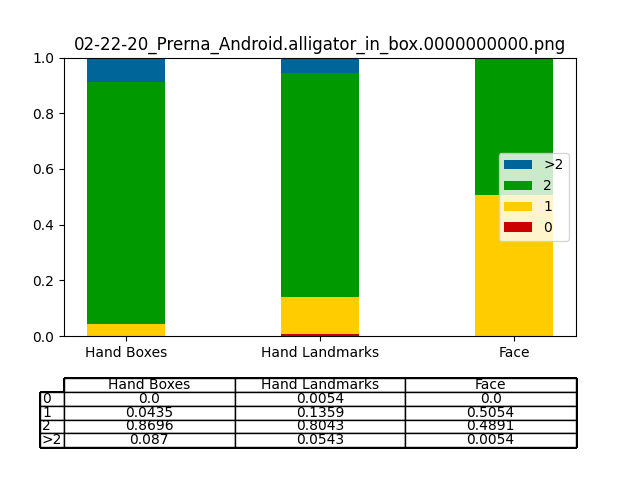 02-22-20_Prerna_Android.alligator_in_box.0000000000.png
1.0
0.8
0.6
0.4
0.2
0.0
>2
2
1
0
Hand Boxes Hand Landmarks Face
Hand Boxes Hand Landmarks Face
0 0.0 0.0054 0.0
1 0.0435 0.1359 0.5054
2 0.8696 0.8043 0.4891
>2 0.087 0.0543 0.0054